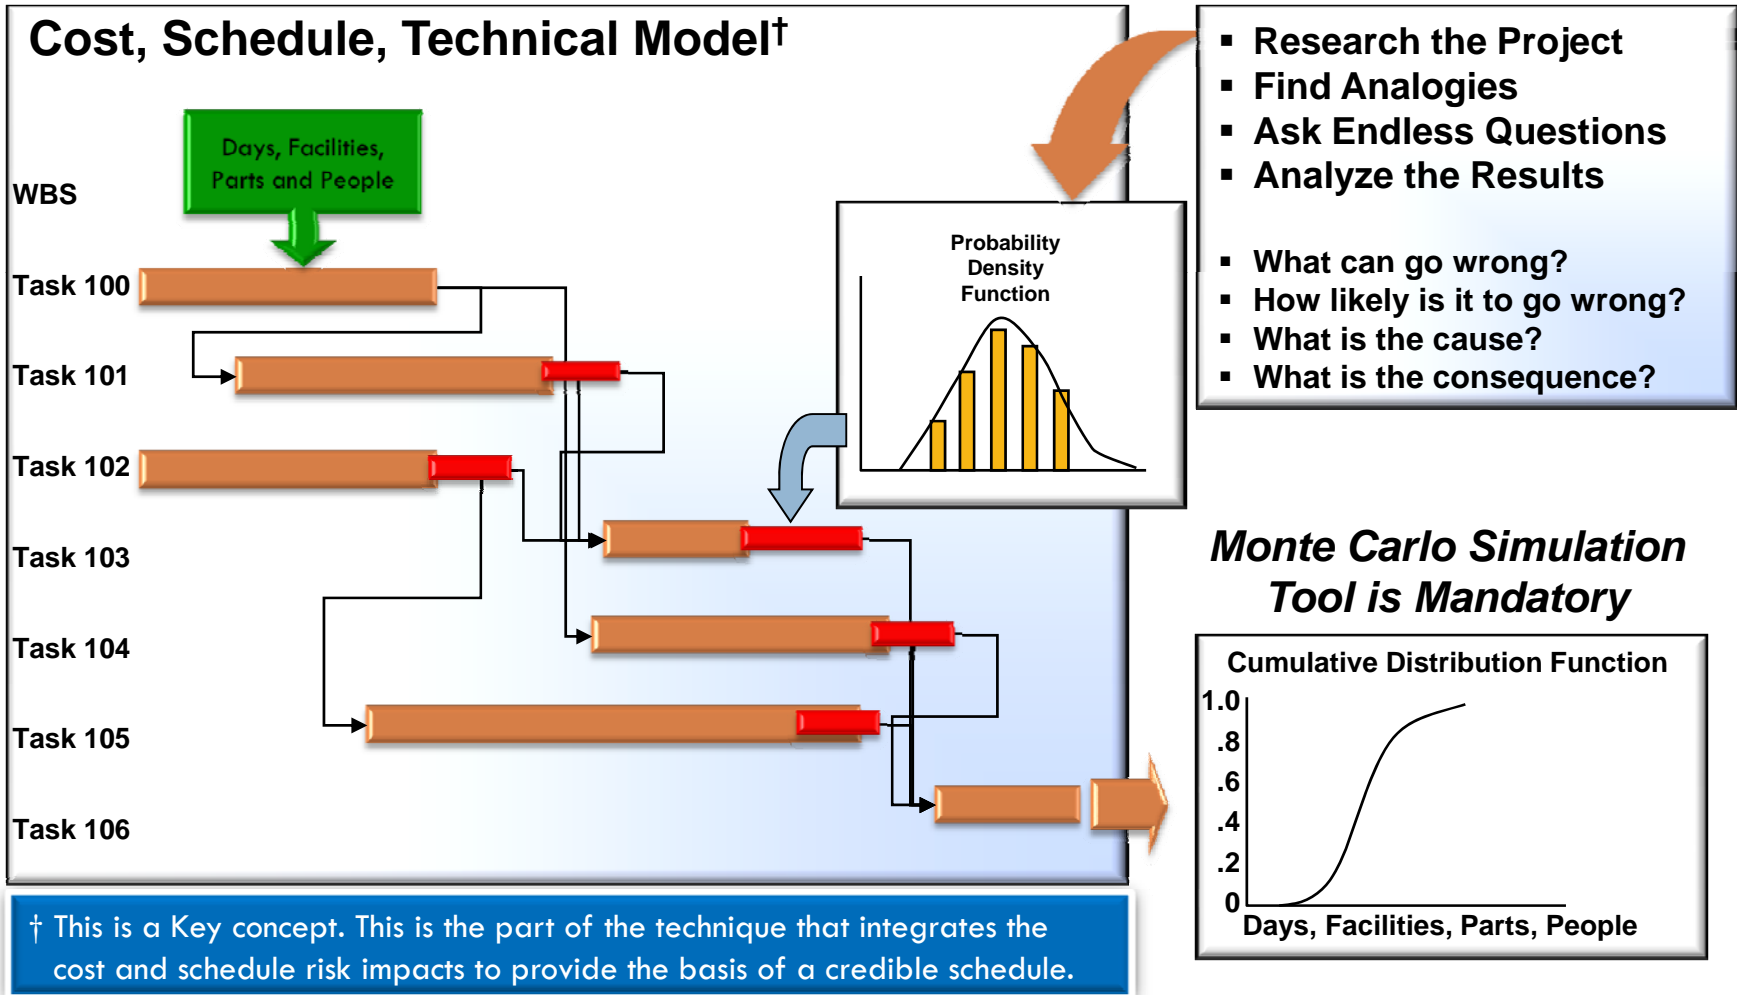 Cost, Schedule, Technical Model†
Days, Facilities,
Parts and People
WBS
Task 100
Task 101
Task 102
Task 103
Task 104
Task 105
Task 106
Probability
Density
Function
▪ Research the Project
▪ Find Analogies
▪ Ask Endless Questions
▪ Analyze the Results
▪ What can go wrong?
▪ How likely is it to go wrong?
▪ What is the cause?
▪ What is the consequence?
Monte Carlo Simulation
Tool is Mandatory
Cumulative Distribution Function
1.0
.8
.6
.4
.2
0
Days, Facilities, Parts, People
† This is a Key concept. This is the part of the technique that integrates the
cost and schedule risk impacts to provide the basis of a credible schedule.